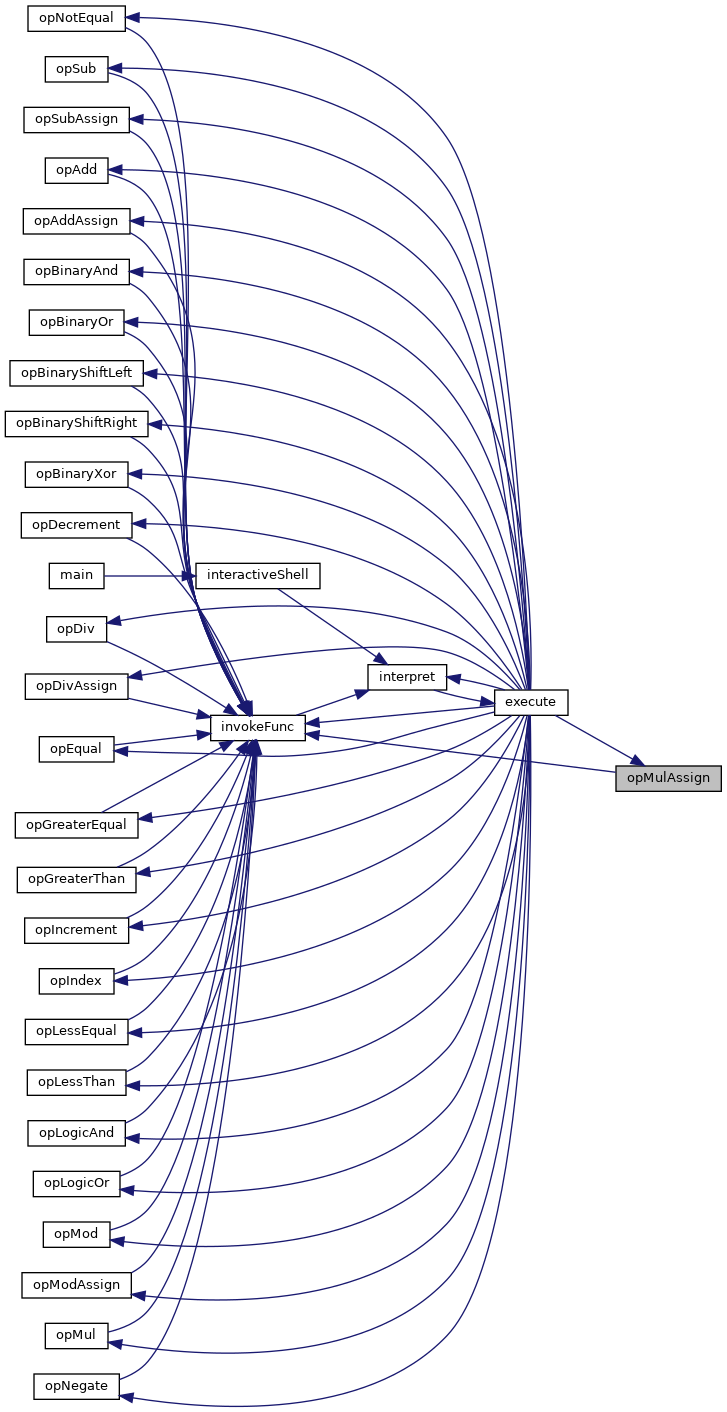 opNotEqual
opSub
opSubAssign
opAdd
opAddAssign
opBinaryAnd
opBinaryOr
opBinaryShiftLeft
opBinaryShiftRight
opBinaryXor
opDecrement
main
interactiveShell
opDiv
interpret
opDivAssign
execute
invokeFunc
opEqual
opMulAssign
opGreaterEqual
opGreaterThan
opIncrement
opIndex
opLessEqual
opLessThan
opLogicAnd
opLogicOr
opMod
opModAssign
opMul
opNegate